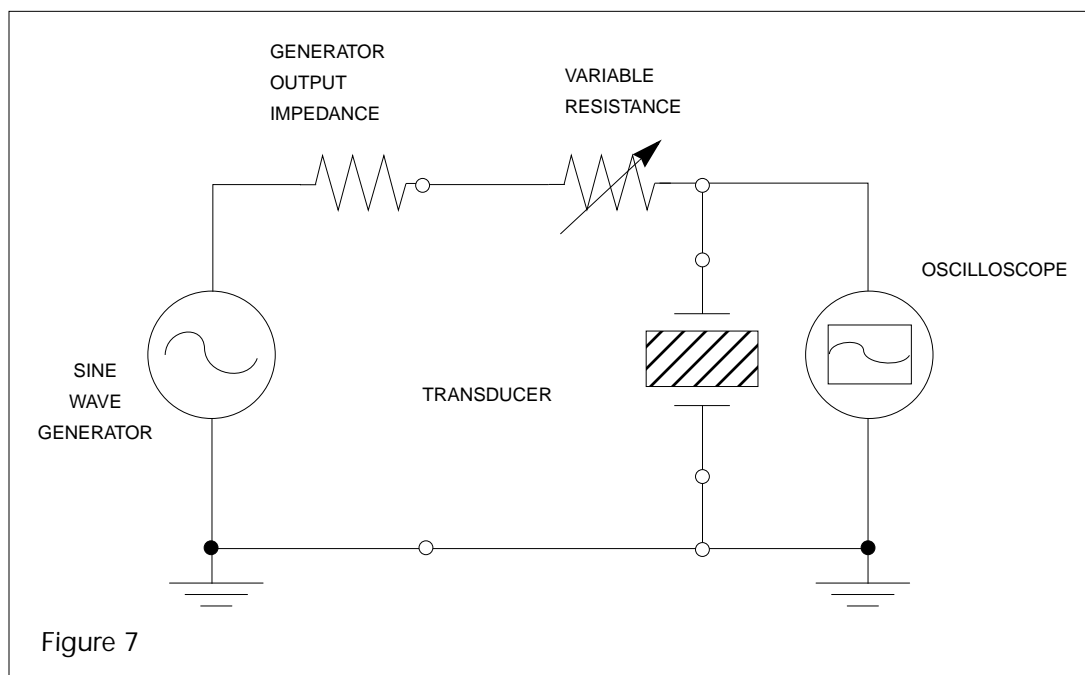 GENERATOR
OUTPUT
IMPEDANCE
VARIABLE
RESISTANCE
OSCILLOSCOPE
SINE
WAVE
GENERATOR
TRANSDUCER
Figure 7